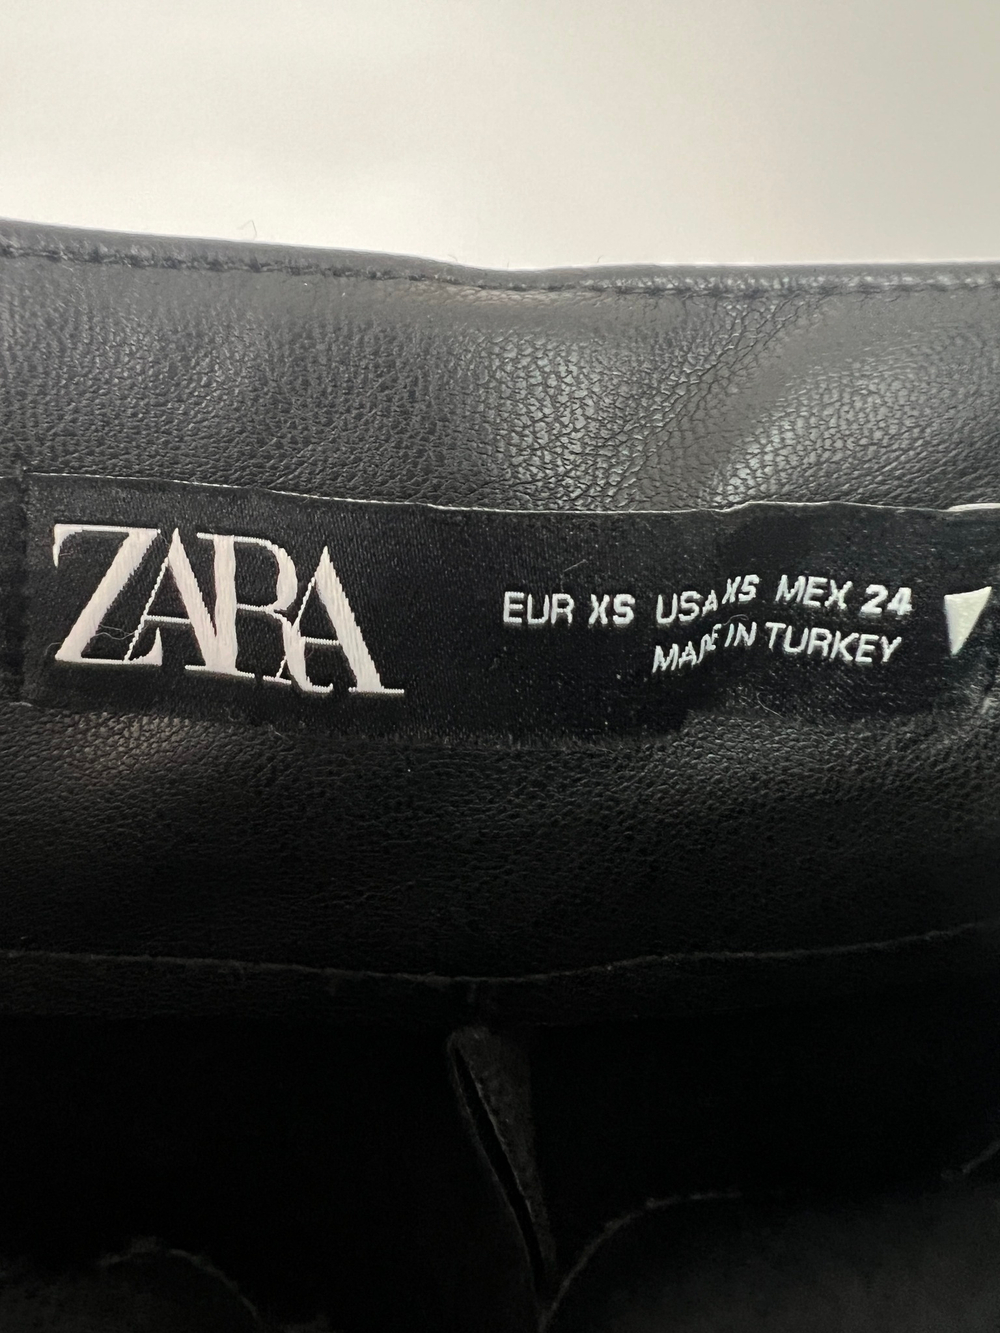 ZARA
EUR XS USA XS MEX 24
MADE IN TURKEY